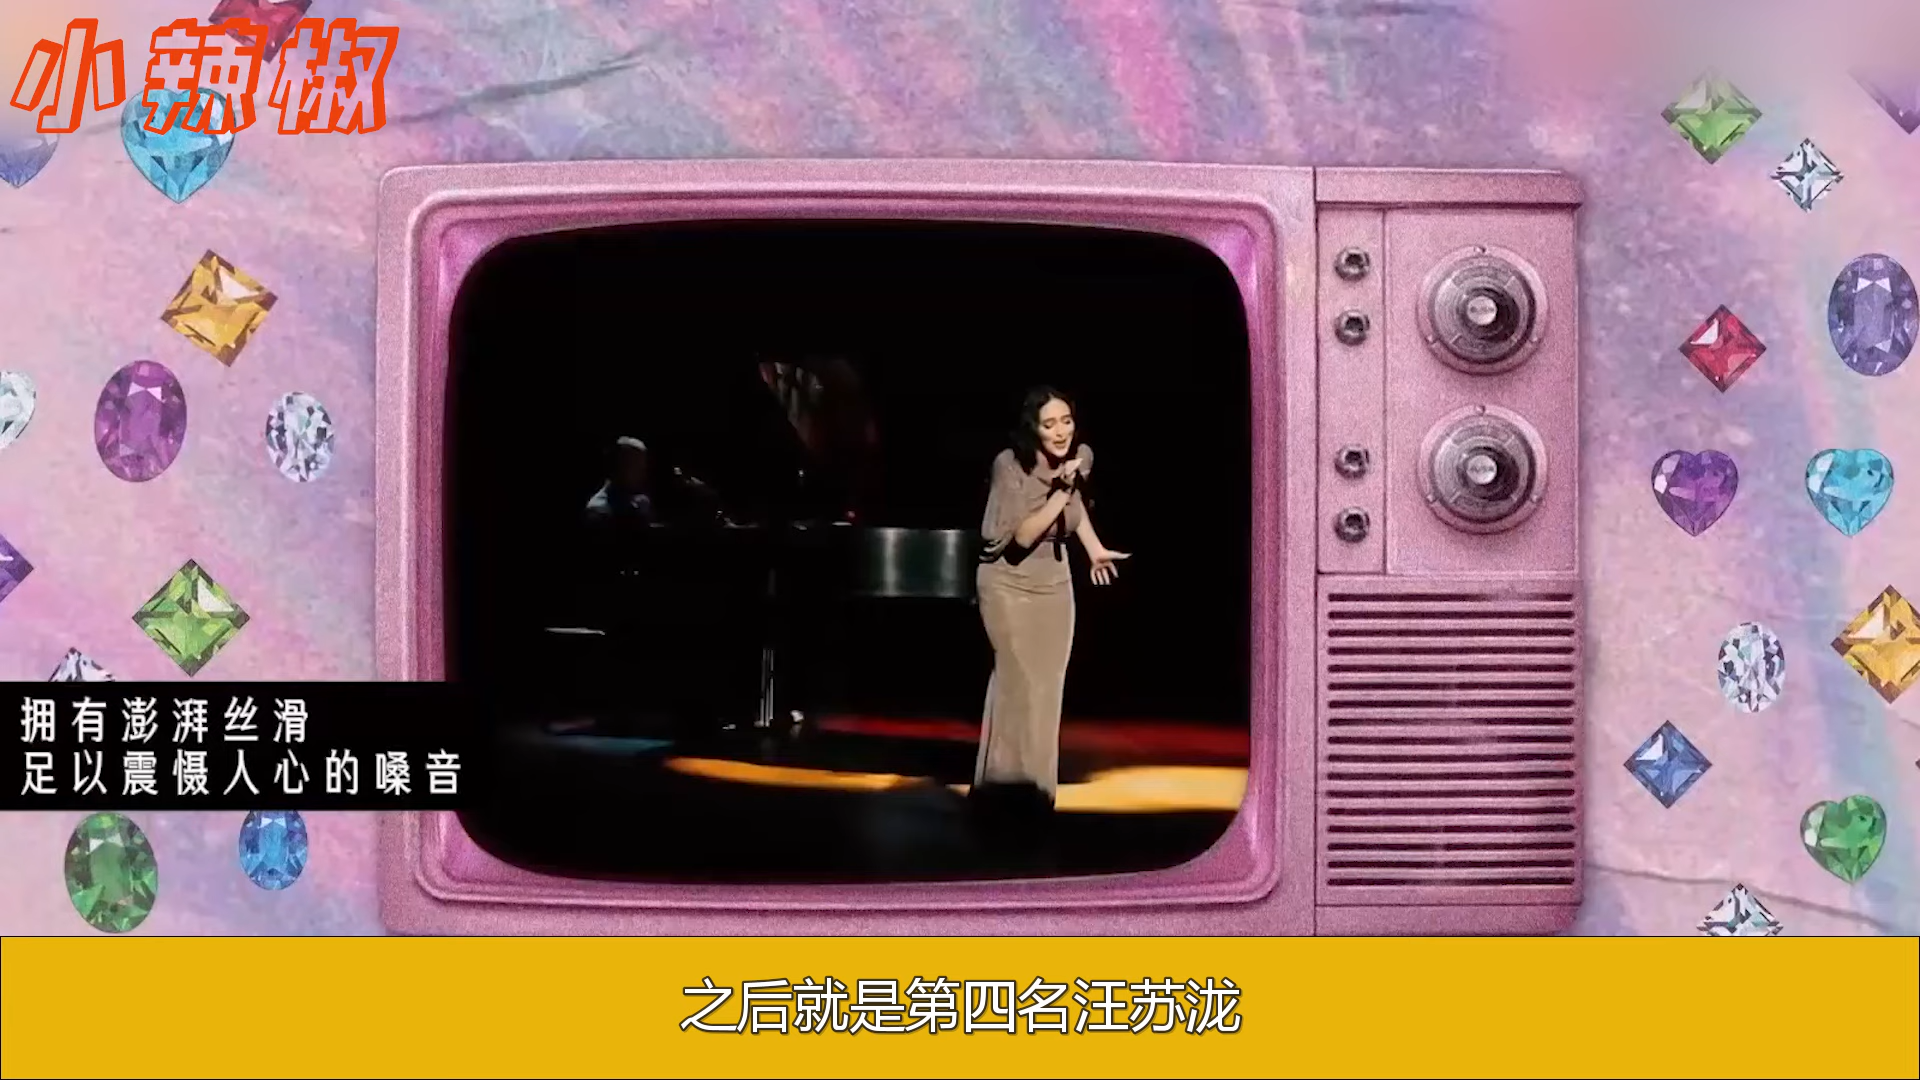 小辣椒
拥有澎湃丝滑
足以震慑人心的嗓音
之后就是第四名汪苏泷